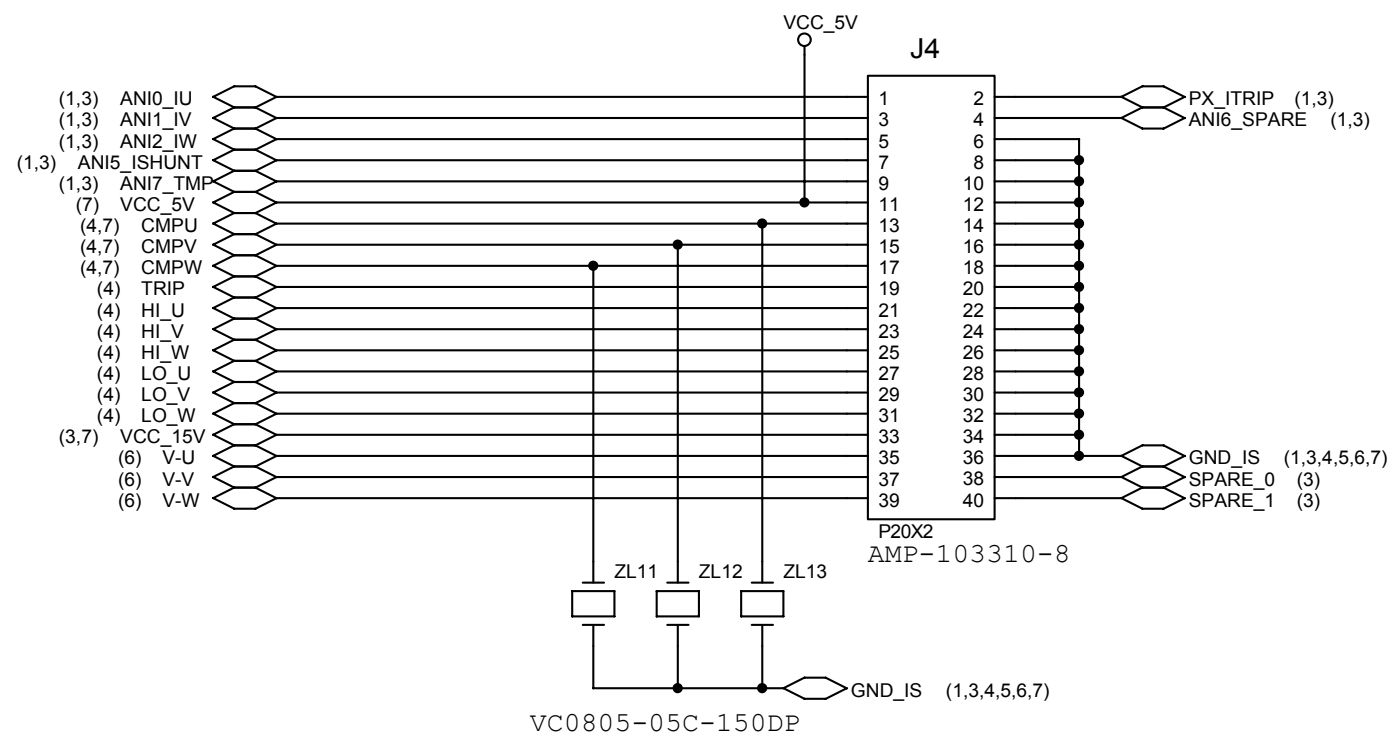 VCC_5V
J4
(1,3) ANI0_IU 1 2 PX_ITRIP (1,3)
(1,3) ANI1_IV 3 4 ANI6_SPARE (1,3)
(1,3) ANI2_IW 5 6
(1,3) ANI5_ISHUNT 7 8
(1,3) ANI7_TMP 9 10
(7) VCC_5V 11 12
(4,7) CMPU 13 14
(4,7) CMPV 15 16
(4,7) CMPW 17 18
(4) TRIP 19 20
(4) HI_U 21 22
(4) HI_V 23 24
(4) HI_W 25 26
(4) LO_U 27 28
(4) LO_V 29 30
(4) LO_W 31 32
(3,7) VCC_15V 33 34
(6) V-U 35 36 GND_IS (1,3,4,5,6,7)
(6) V-V 37 38 SPARE_0 (3)
(6) V-W 39 40 SPARE_1 (3)
P20X2
AMP-103310-8
ZL11 ZL12 ZL13
GND_IS (1,3,4,5,6,7)
VC0805-05C-150DP